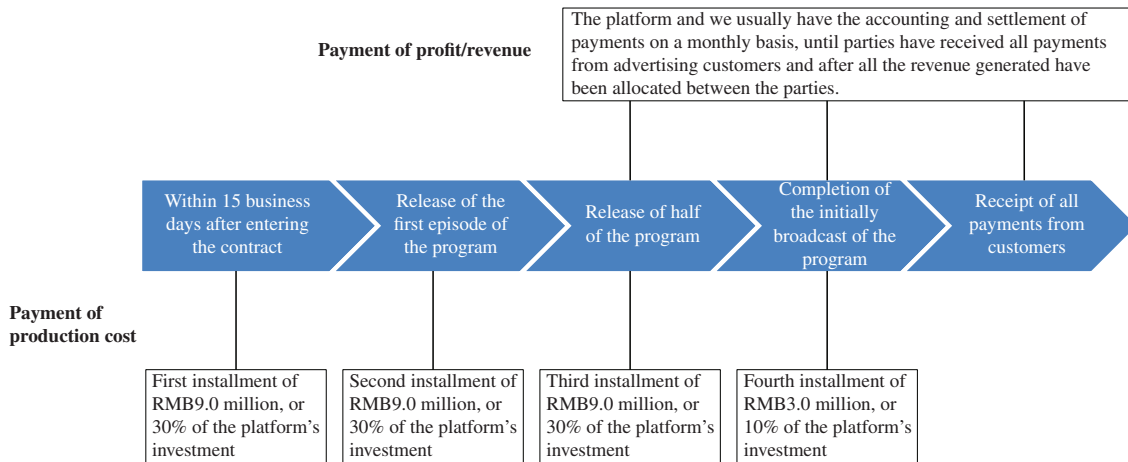 The platform and we usually have the accounting and settlement of
payments on a monthly basis, until parties have received all payments
from advertising customers and after all the revenue generated have
been allocated between the parties.
Payment of profit/revenue
Within 15 business
days after entering
the contract
Release of the
first episode of
the program
Release of half
of the program
Completion of
the initially
broadcast of the
program
Receipt of all
payments from
customers
Payment of
production cost
First installment of
RMB9.0 million, or
30% of the platform’s
investment
Second installment of
RMB9.0 million, or
30% of the platform’s
investment
Third installment of
RMB9.0 million, or
30% of the platform’s
investment
Fourth installment of
RMB3.0 million, or
10% of the platform’s
investment